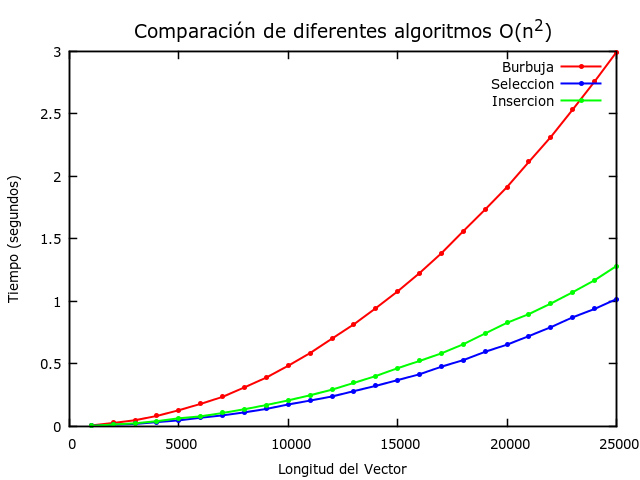 Comparación de diferentes algoritmos O(n²)
Burbuja
Seleccion
Insercion
3
2.5
2
1.5
1
0.5
0
Tiempo (segundos)
0 5000 10000 15000 20000 25000
Longitud del Vector